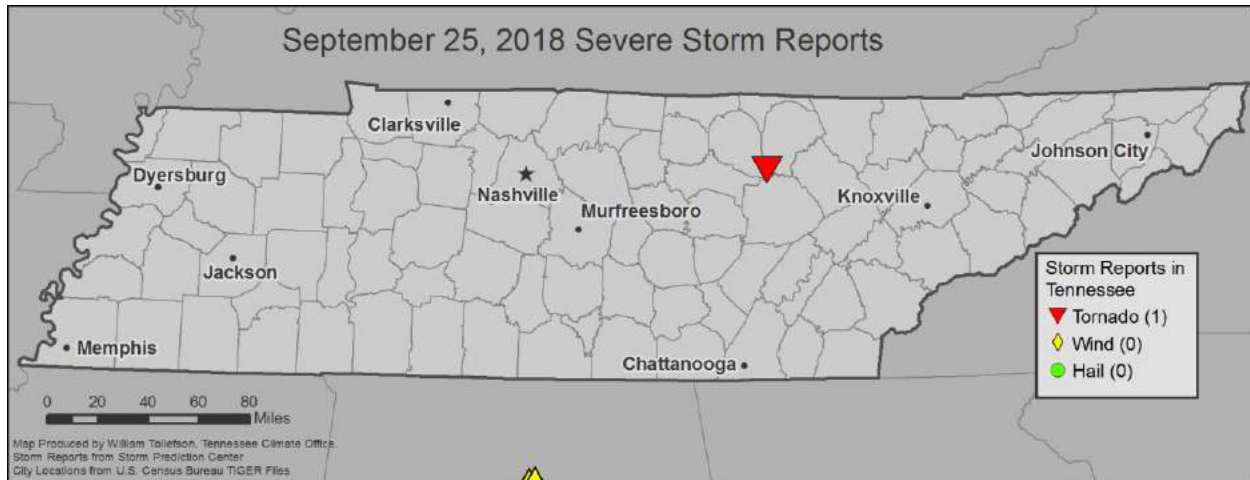 September 25, 2018 Severe Storm Reports
Clarksville
Johnson City
Dyersburg
Nashville
Knoxville
Murfreesboro
Jackson
Storm Reports in
Tennessee
Tornado (1)
Wind (0)
Hail (0)
Memphis
Chattanooga
0 20 40 60 80
Miles
Map Produced by William Tollefson, Tennessee Climate Office.
Storm Reports from Storm Prediction Center
City Locations from U.S. Census Bureau TIGER Files